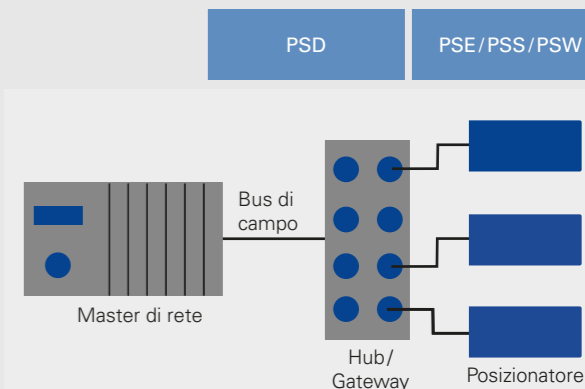 PSD
PSE/PSS/PSW
Bus di
campo
Master di rete
Hub/
Gateway
Posizionatore